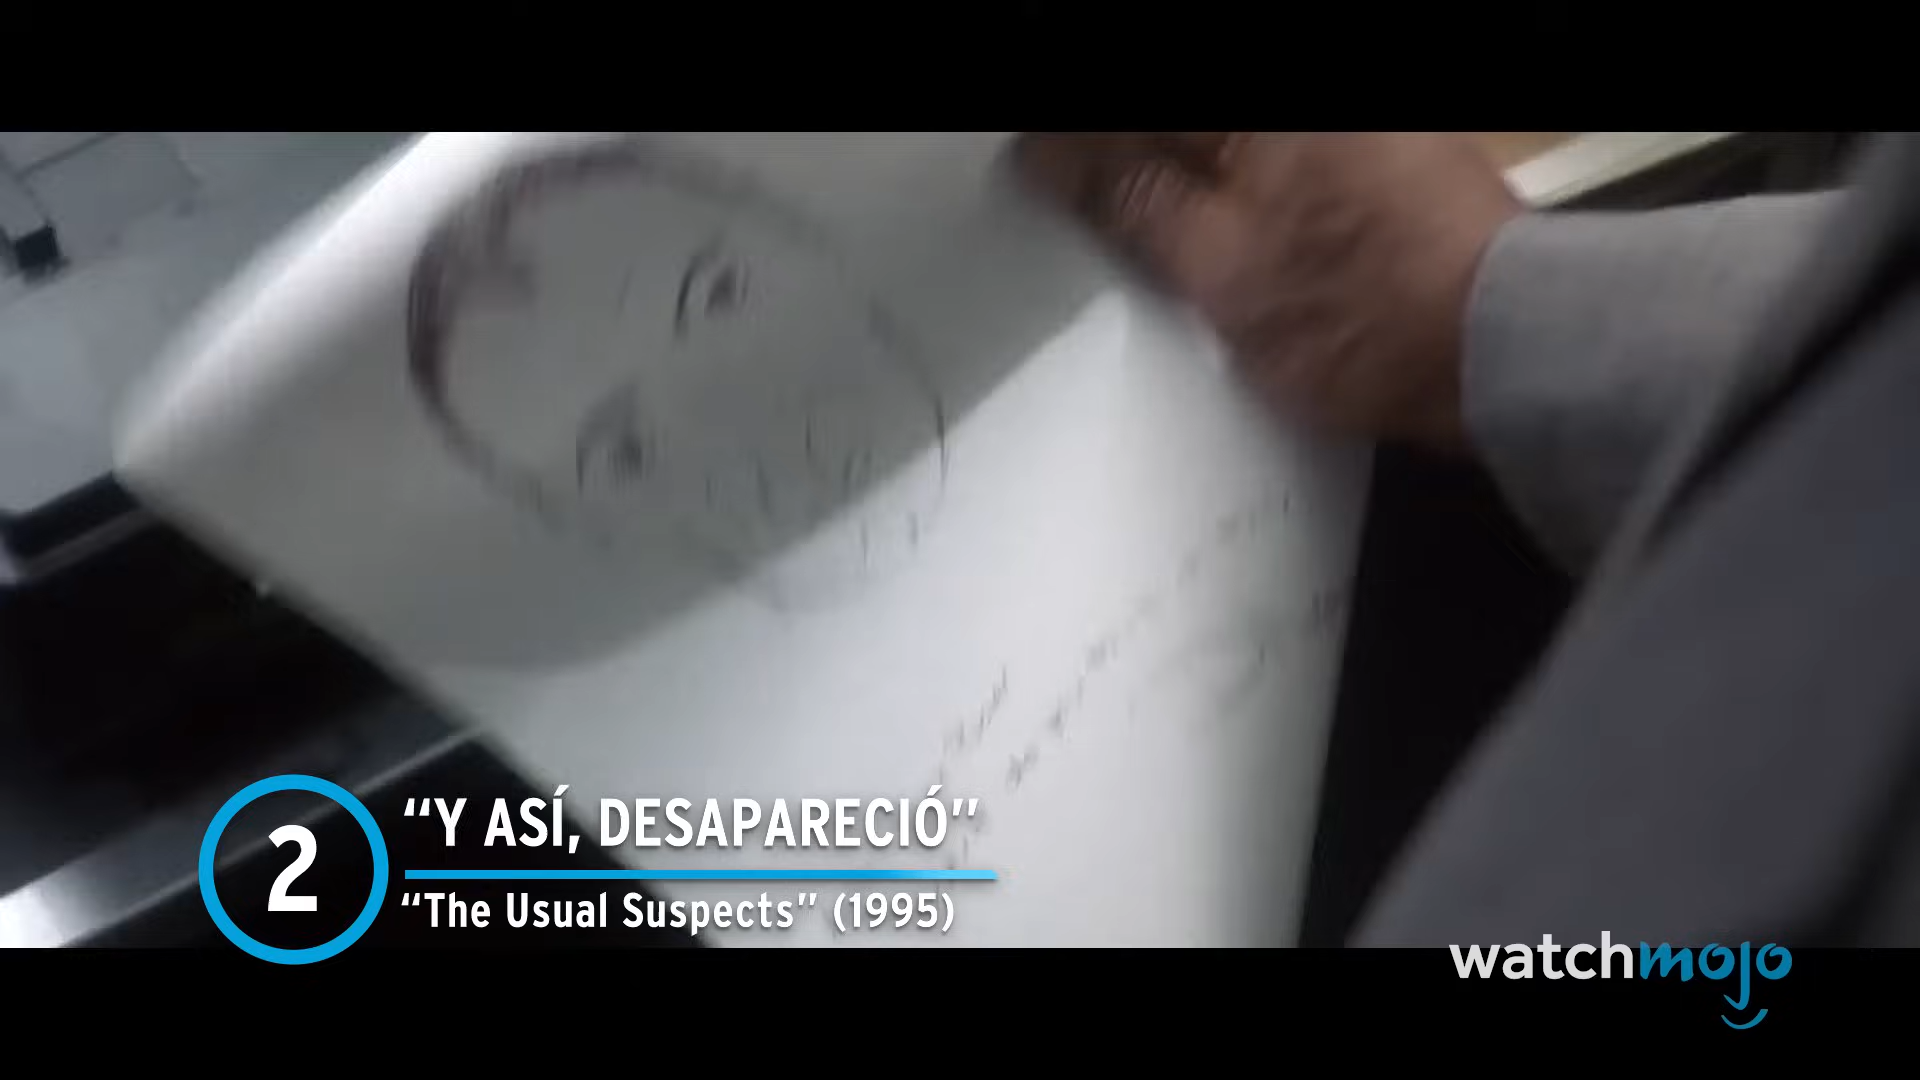 2
“Y ASÍ, DESAPARECIÓ”
“The Usual Suspects” (1995)
watchmojo